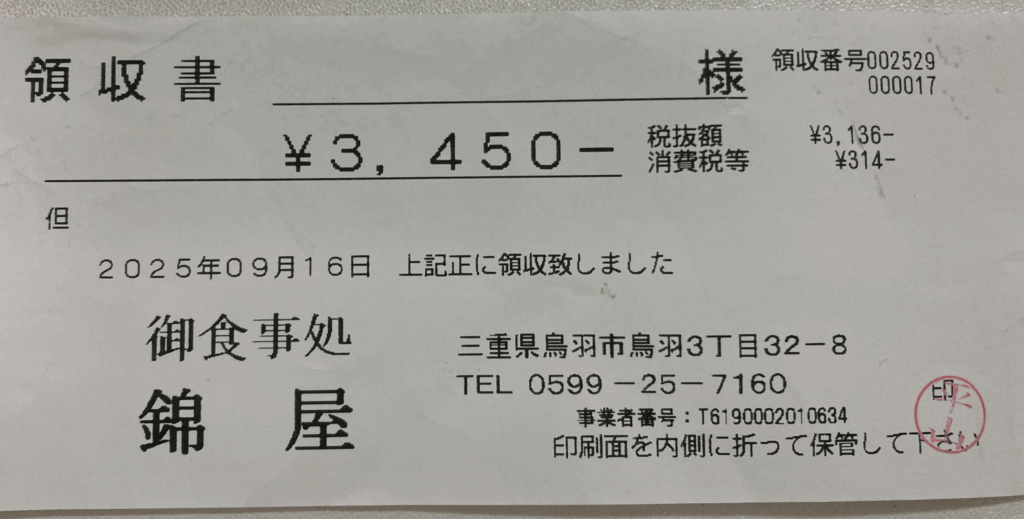 領収書
様
領収番号002529
000017
¥3,450-
税抜額 ¥3,136-
消費税等 ¥314-
但
2025年09月16日 上記正に領収致しました
御食事処
錦屋
三重県鳥羽市鳥羽3丁目32-8
TEL 0599-25-7160
事業者番号:T6190002010634
印
印刷面を内側に折って保管して下さい